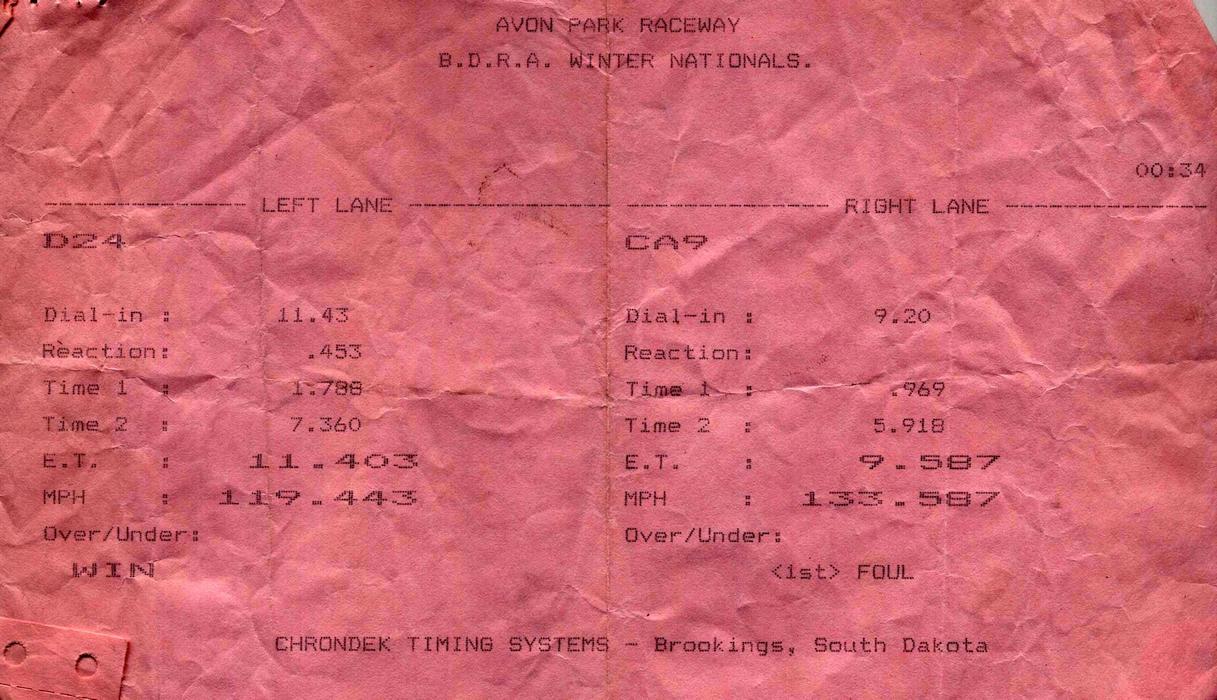 AVON PARK RACEWAY
B.D.R.A. WINTER NATIONALS.
00:34
LEFT LANE RIGHT LANE
D24 CA9
Dial-in : 11.43 Dial-in : 9.20
Reaction: .453 Reaction:
Time 1 : 1.788 Time 1 : .969
Time 2 : 7.360 Time 2 : 5.918
E.T. : 11.403 E.T. : 9.587
MPH : 119.443 MPH : 133.587
Over/Under: Over/Under:
WIN <1st> FOUL
CHRONDEK TIMING SYSTEMS - Brookings, South Dakota